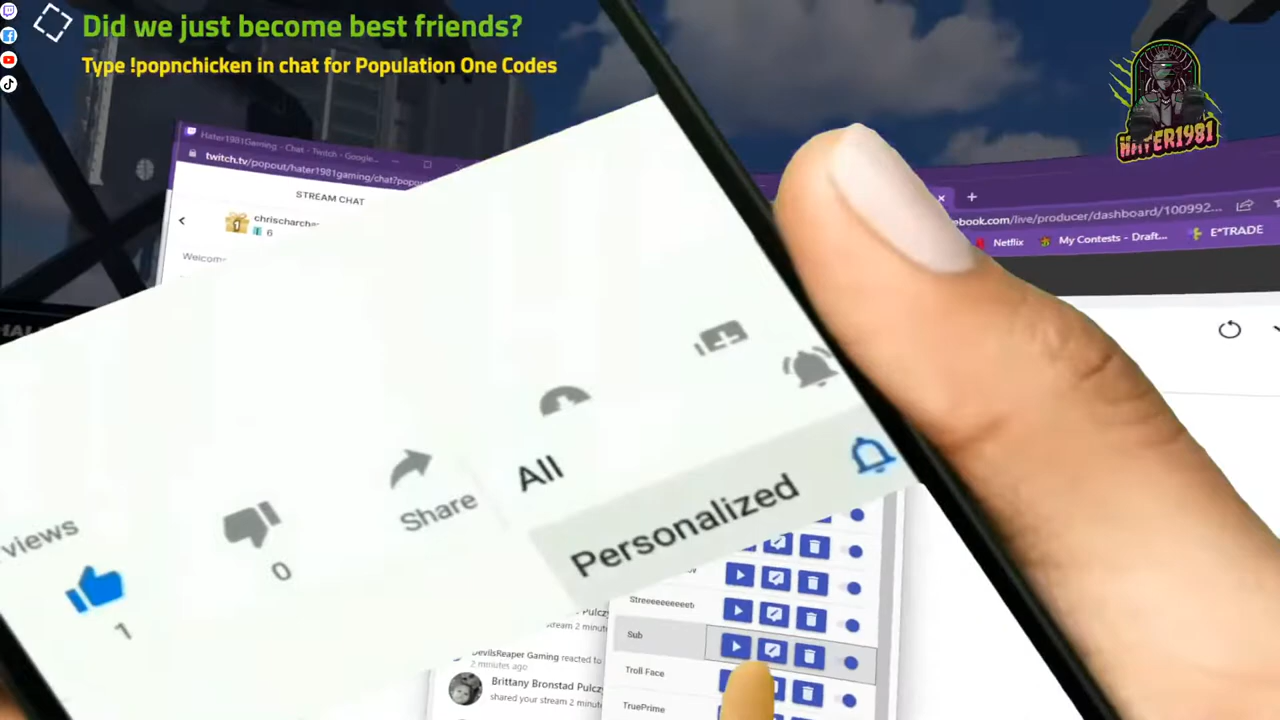 Did we just become best friends?
Type !popnchicken in chat for Population One Codes
HATER1981
Hater1981Gaming - Chat - Twitch - Google...
twitch.tv/popout/hater1981gaming/chat?popo
STREAM CHAT
1
chrischarcha
6
Welcom
ebook.com/live/producer/dashboard/100992...
Netflix
My Contests - Draft...
E*TRADE
views
1
0
Share
All
Personalized
Streeeeeeeeeet
Sub
Troll Face
TruePrime
DevilsReaper Gaming reacted to
2 minutes ago
Brittany Bronstad Pulczy
shared your stream 2 minut